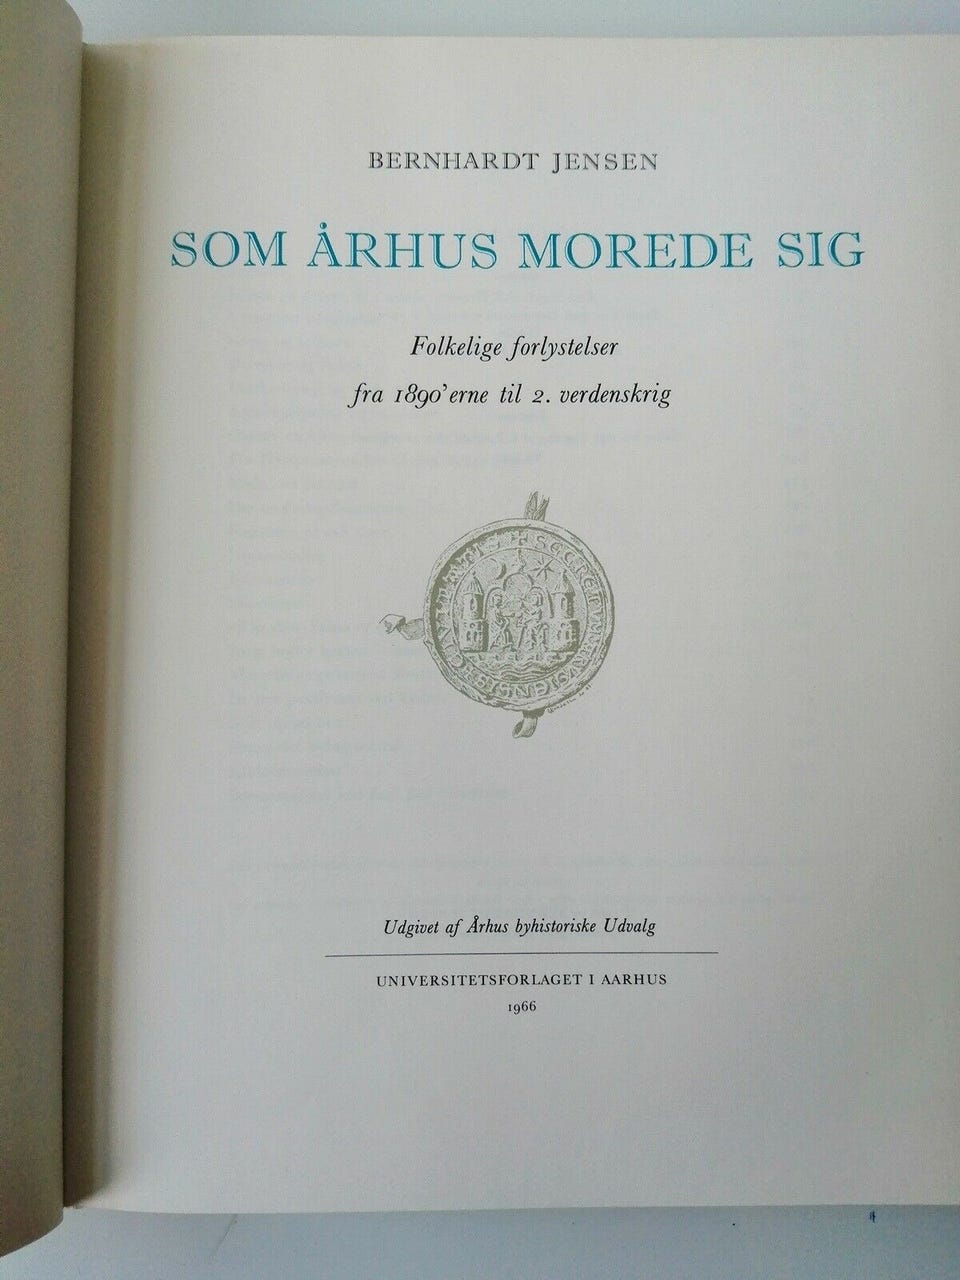 BERNHARDT JENSEN
SOM ÅRHUS MOREDE SIG
Folkelige forlystelser
fra 1890'erne til 2. verdenskrig
Udgivet af Århus byhistoriske Udvalg
UNIVERSITETSFORLAGET I AARHUS
1966